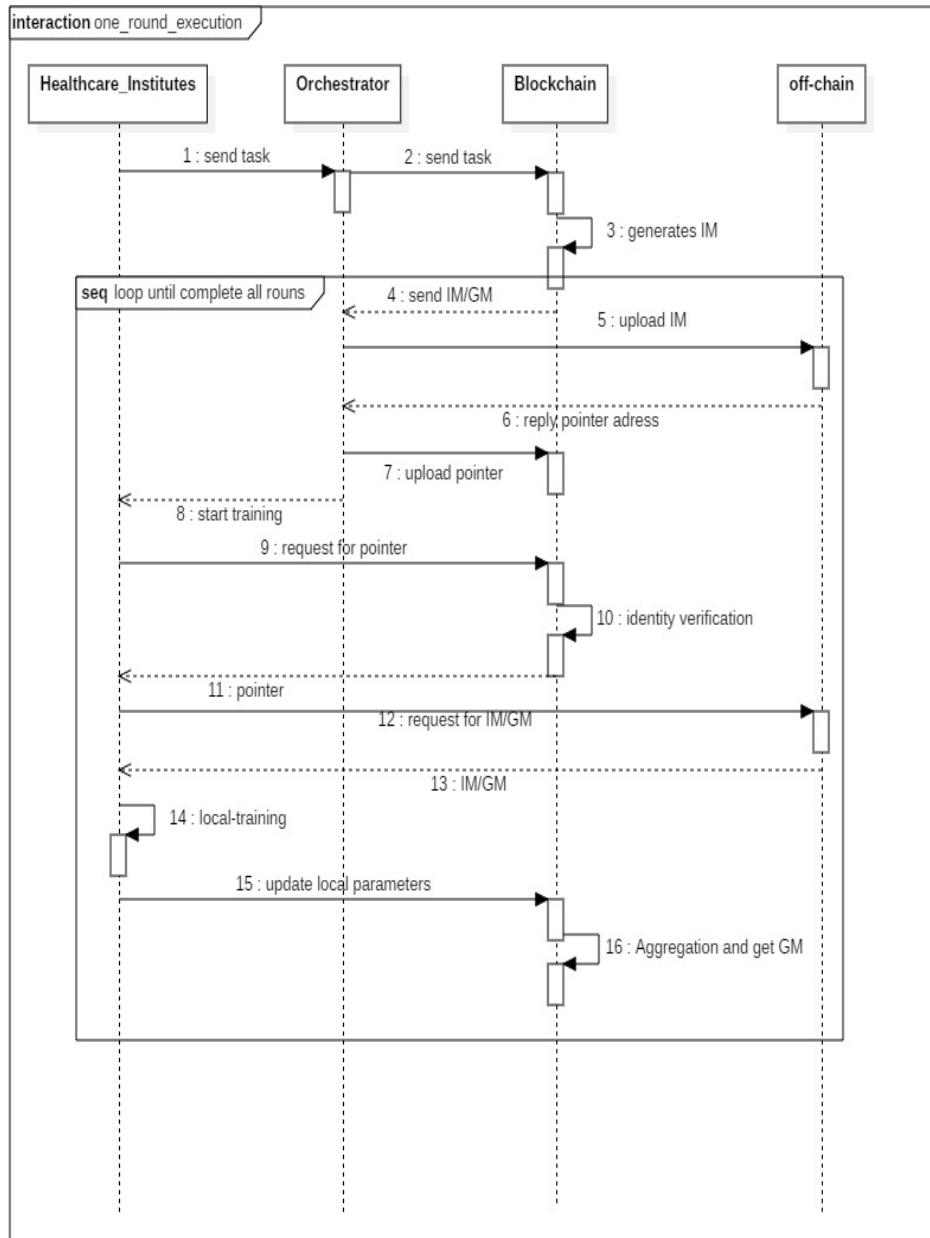 interaction one_round_execution
Healthcare_Institutes
Orchestrator
Blockchain
off-chain
1 : send task
2 : send task
3 : generates IM
seq loop until complete all rouns
4 : send IM/GM
5 : upload IM
6 : reply pointer adress
7 : upload pointer
8 : start training
9 : request for pointer
10 : identity verification
11 : pointer
12 : request for IM/GM
13 : IM/GM
14 : local-training
15 : update local parameters
16 : Aggregation and get GM